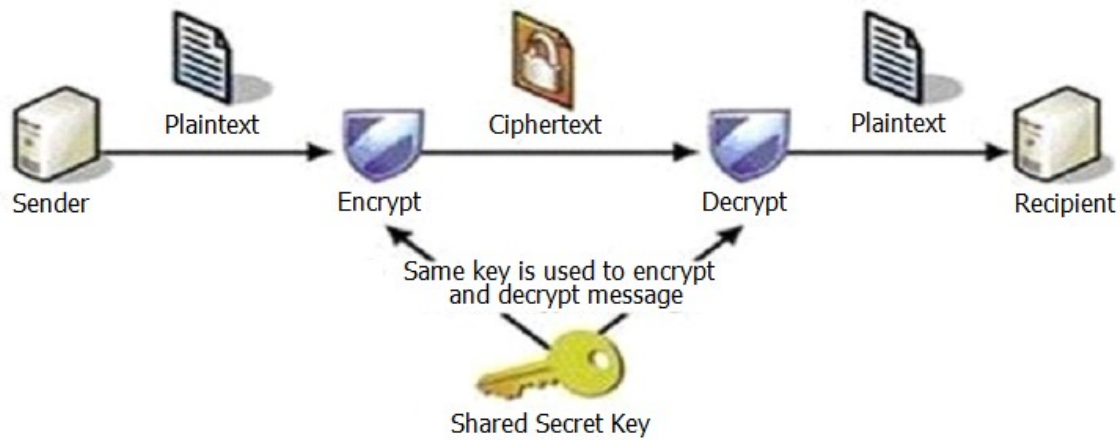 Plaintext
Ciphertext
Plaintext
Sender
Encrypt
Decrypt
Recipient
Same key is used to encrypt
and decrypt message
Shared Secret Key